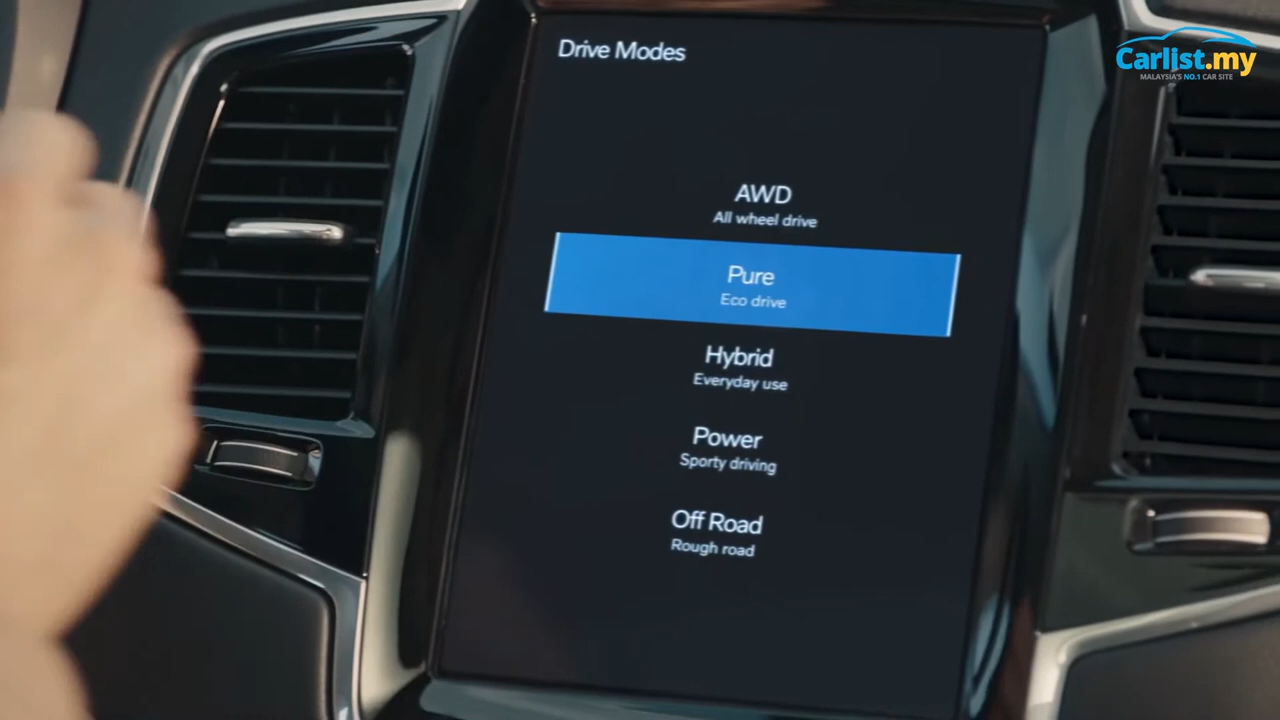 Drive Modes
Carlist.my
MALAYSIA'S NO.1 CAR SITE
AWD
All wheel drive
Pure
Eco drive
Hybrid
Everyday use
Power
Sporty driving
Off Road
Rough road